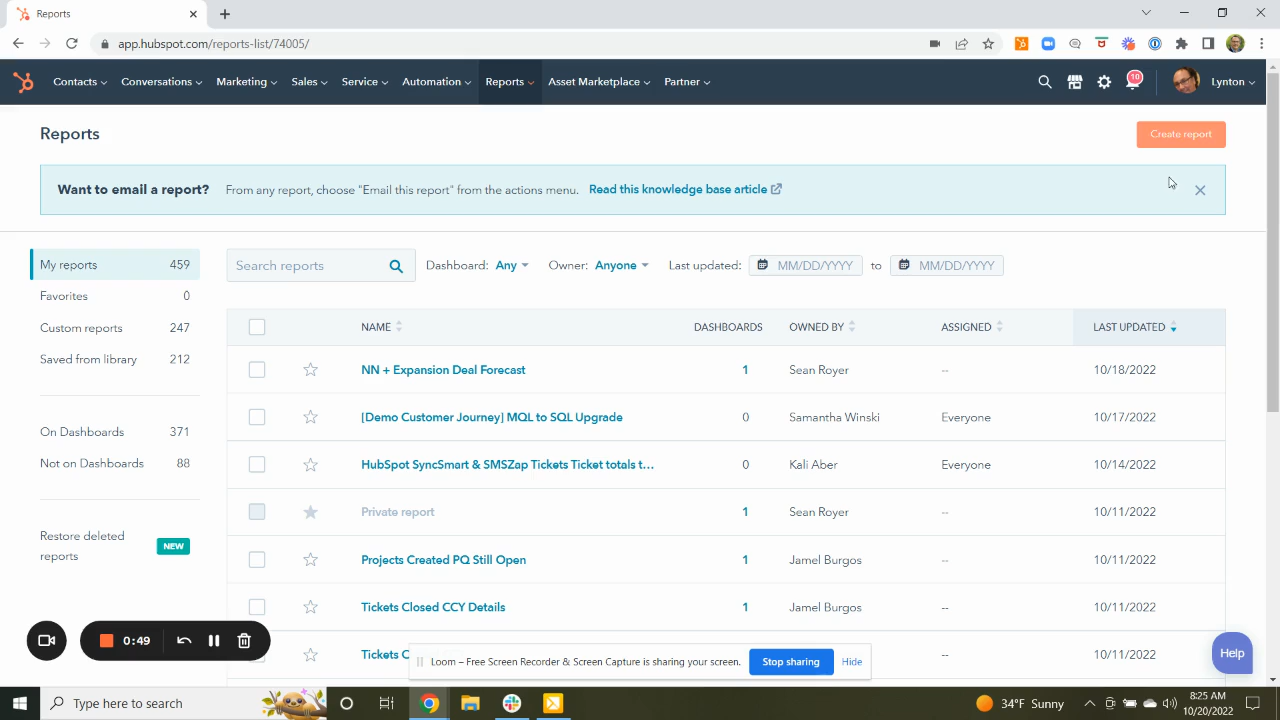 Reports
app.hubspot.com/reports-list/74005/
Contacts Conversations Marketing Sales Service Automation Reports Asset Marketplace Partner 10 Lynton
Reports
Create report
Want to email a report? From any report, choose "Email this report" from the actions menu. Read this knowledge base article
My reports 459
Favorites 0
Custom reports 247
Saved from library 212
On Dashboards 371
Not on Dashboards 88
Restore deleted
reports
NEW
Search reports Dashboard: Any Owner: Anyone Last updated: MM/DD/YYYY to MM/DD/YYYY
NAME DASHBOARDS OWNED BY ASSIGNED LAST UPDATED
NN + Expansion Deal Forecast 1 Sean Royer -- 10/18/2022
[Demo Customer Journey] MQL to SQL Upgrade 0 Samantha Winski Everyone 10/17/2022
HubSpot SyncSmart & SMSZap Tickets Ticket totals t... 0 Kali Aber Everyone 10/14/2022
Private report 1 Sean Royer -- 10/11/2022
Projects Created PQ Still Open 1 Jamel Burgos -- 10/11/2022
Tickets Closed CCY Details 1 Jamel Burgos -- 10/11/2022
Tickets -- 10/11/2022
0:49
Loom – Free Screen Recorder & Screen Capture is sharing your screen. Stop sharing Hide
Help
Type here to search
34°F Sunny
8:25 AM
10/20/2022